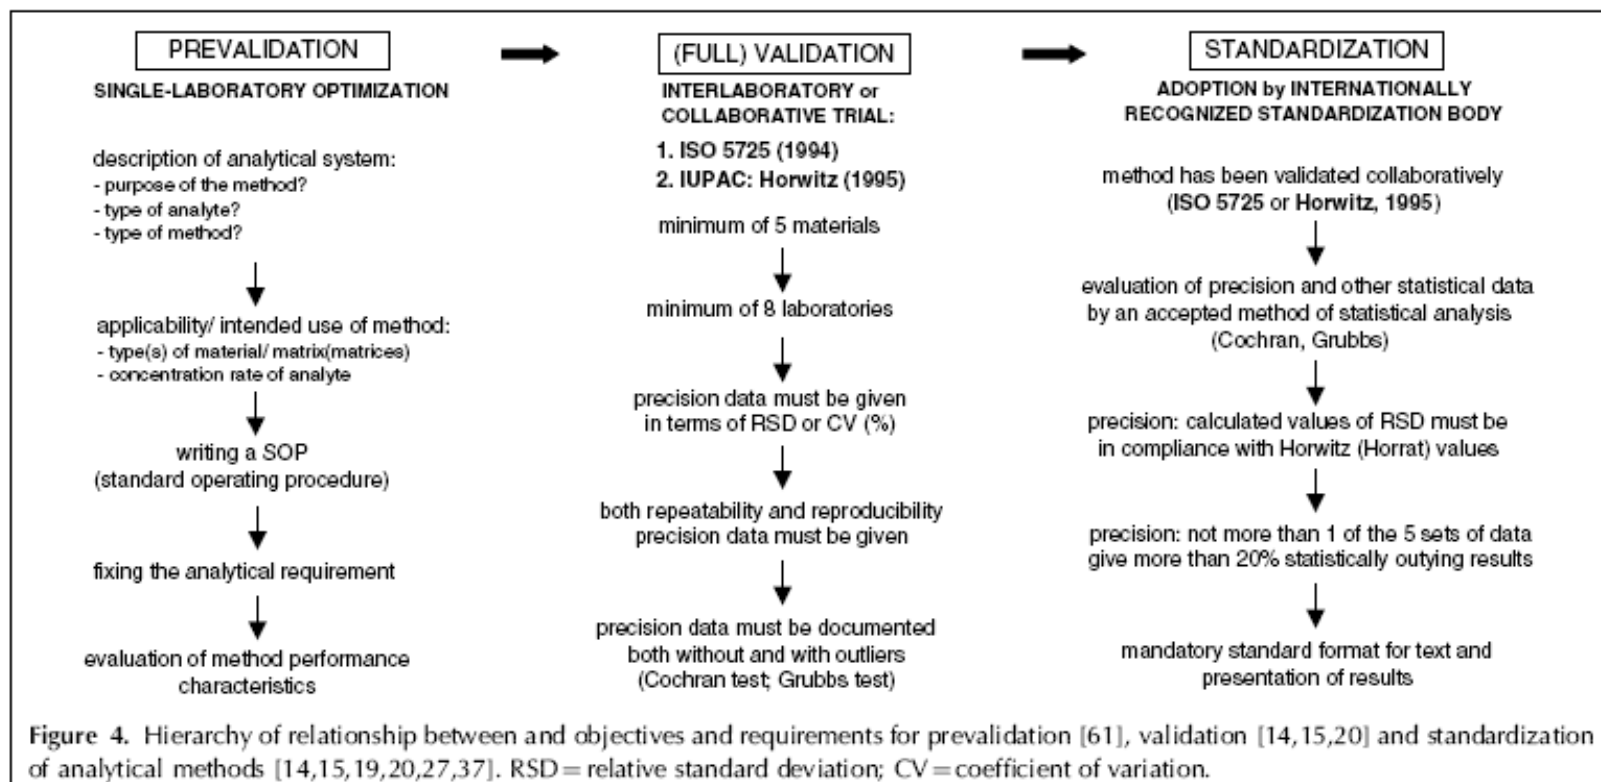 PREVALIDATION
SINGLE-LABORATORY OPTIMIZATION
description of analytical system:
- purpose of the method?
- type of analyte?
- type of method?
applicability/ intended use of method:
- type(s) of material/ matrix(matrices)
- concentration rate of analyte
writing a SOP
(standard operating procedure)
fixing the analytical requirement
evaluation of method performance
characteristics
(FULL) VALIDATION
INTERLABORATORY or
COLLABORATIVE TRIAL:
1. ISO 5725 (1994)
2. IUPAC: Horwitz (1995)
minimum of 5 materials
minimum of 8 laboratories
precision data must be given
in terms of RSD or CV (%)
both repeatability and reproducibility
precision data must be given
precision data must be documented
both without and with outliers
(Cochran test; Grubbs test)
STANDARDIZATION
ADOPTION by INTERNATIONALLY
RECOGNIZED STANDARDIZATION BODY
method has been validated collaboratively
(ISO 5725 or Horwitz, 1995)
evaluation of precision and other statistical data
by an accepted method of statistical analysis
(Cochran, Grubbs)
precision: calculated values of RSD must be
in compliance with Horwitz (Horrat) values
precision: not more than 1 of the 5 sets of data
give more than 20% statistically outying results
mandatory standard format for text and
presentation of results
Figure 4. Hierarchy of relationship between and objectives and requirements for prevalidation [61], validation [14,15,20] and standardization
of analytical methods [14,15,19,20,27,37]. RSD=relative standard deviation; CV=coefficient of variation.